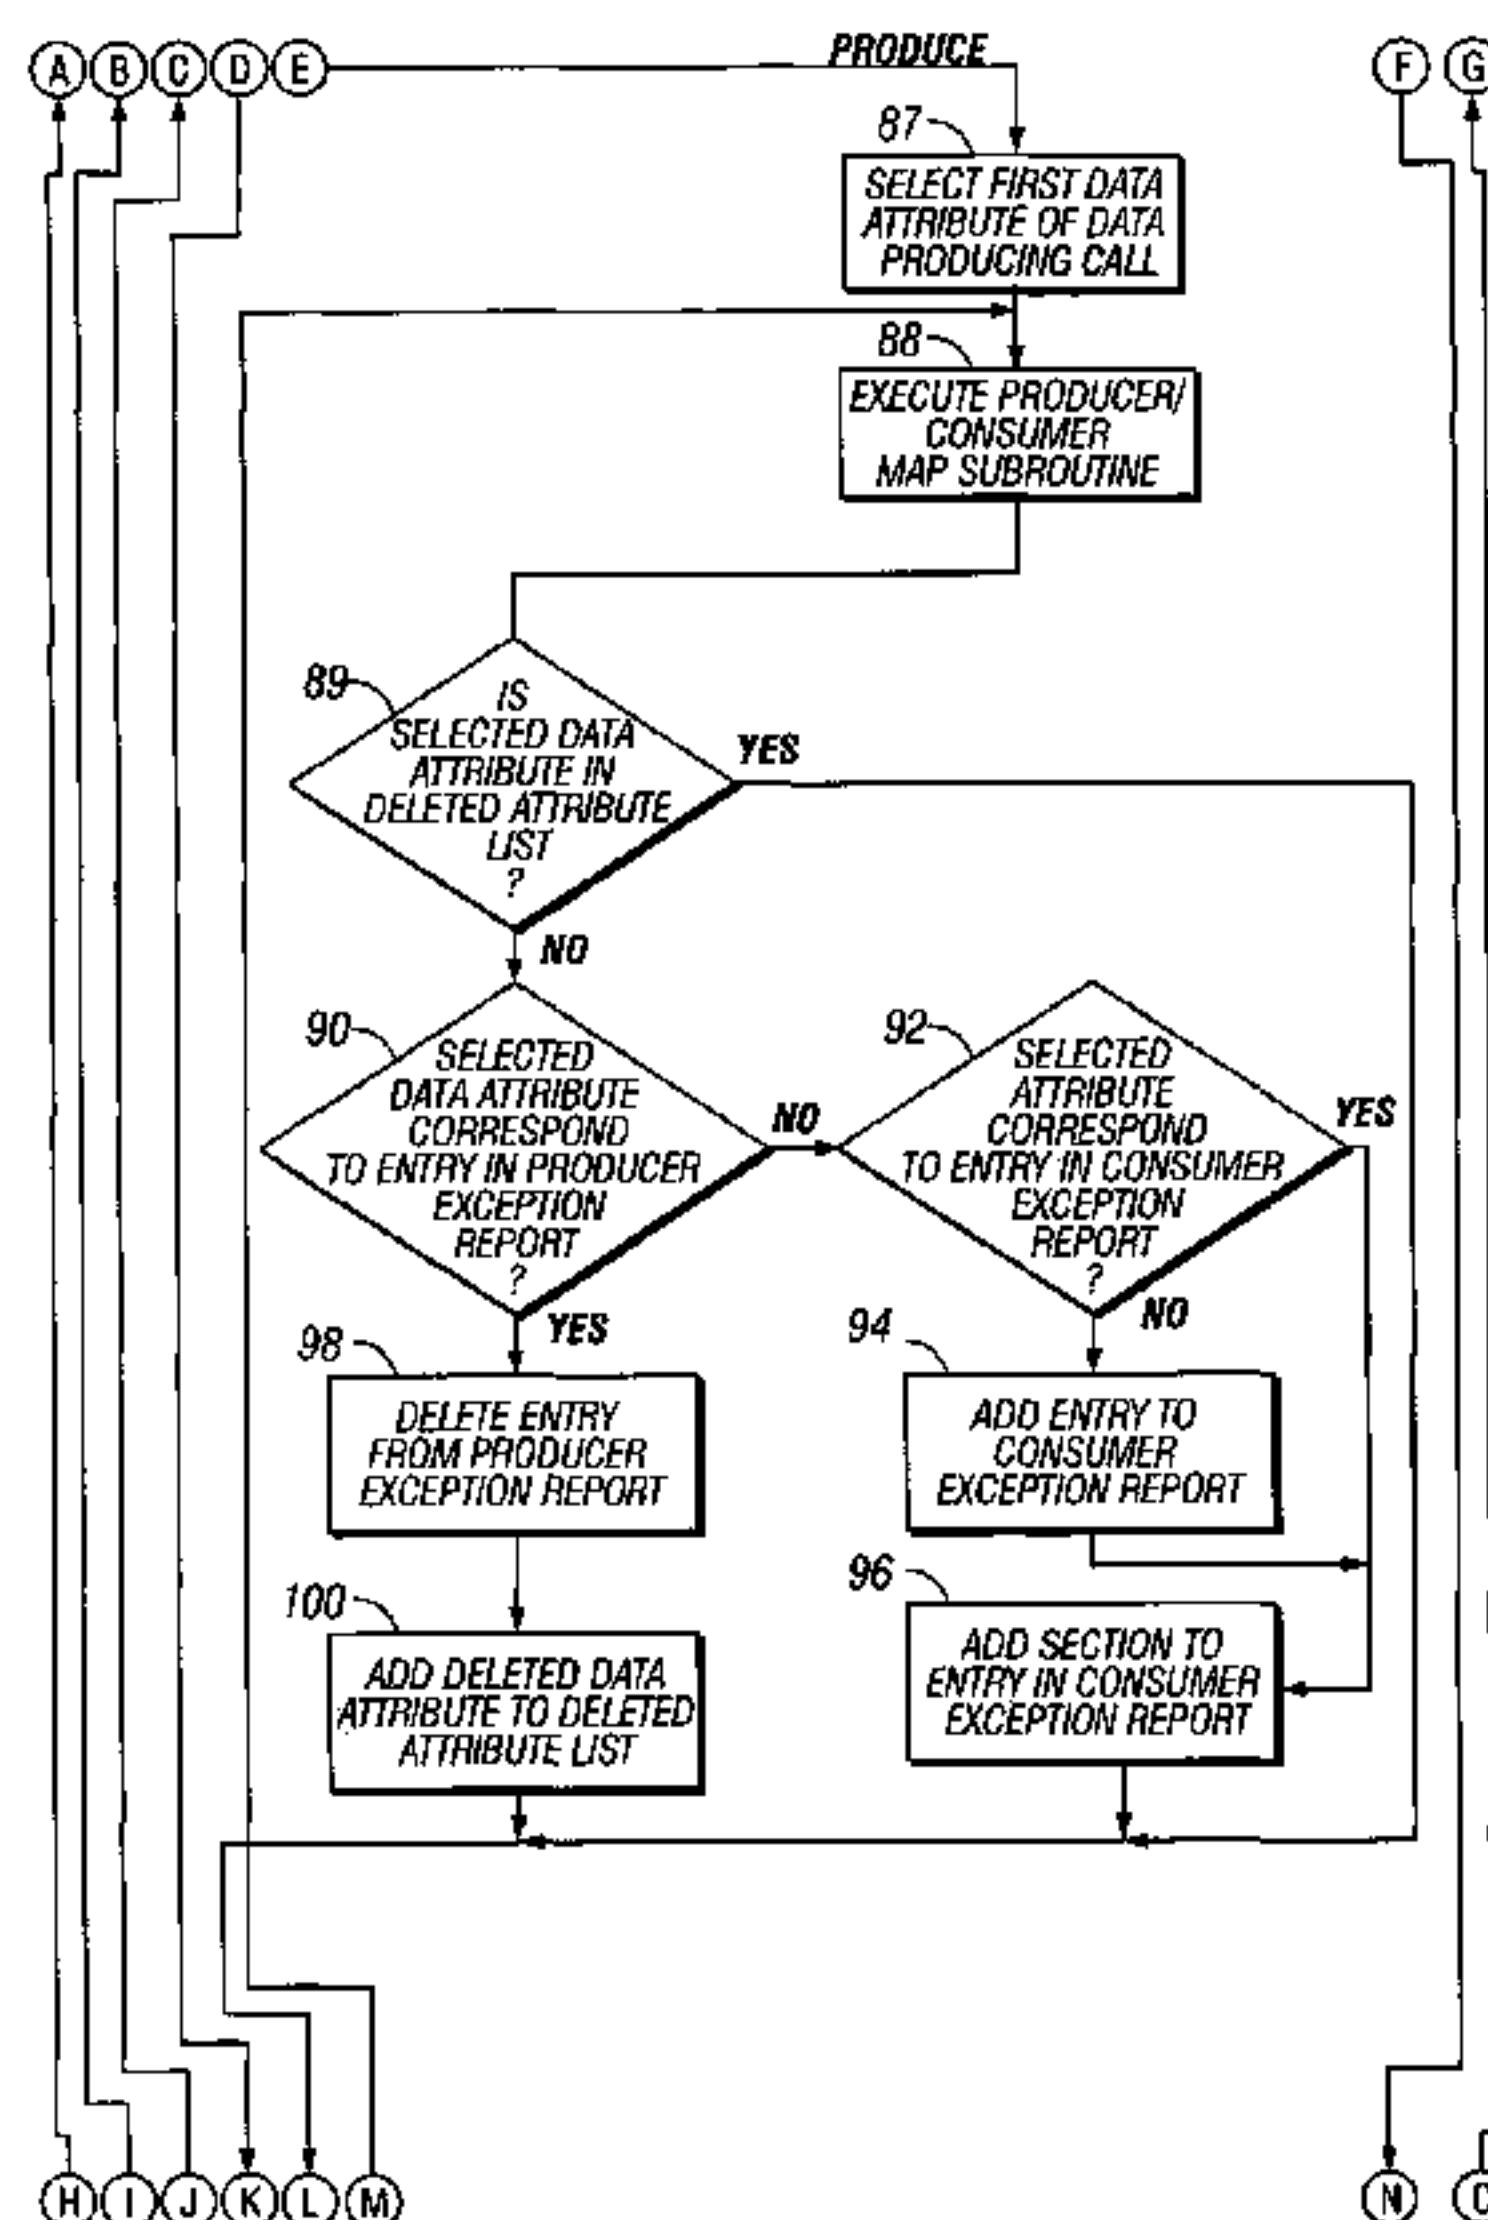 A B C D E
PRODUCE
F G
87
SELECT FIRST DATA
ATTRIBUTE OF DATA
PRODUCING CALL
88
EXECUTE PRODUCER/
CONSUMER
MAP SUBROUTINE
89
IS
SELECTED DATA
ATTRIBUTE IN
DELETED ATTRIBUTE
LIST
?
YES
NO
90
SELECTED
DATA ATTRIBUTE
CORRESPOND
TO ENTRY IN PRODUCER
EXCEPTION
REPORT
?
NO
YES
92
SELECTED
ATTRIBUTE
CORRESPOND
TO ENTRY IN CONSUMER
EXCEPTION
REPORT
?
YES
NO
98
DELETE ENTRY
FROM PRODUCER
EXCEPTION REPORT
94
ADD ENTRY TO
CONSUMER
EXCEPTION REPORT
100
ADD DELETED DATA
ATTRIBUTE TO DELETED
ATTRIBUTE LIST
96
ADD SECTION TO
ENTRY IN CONSUMER
EXCEPTION REPORT
H I J K L M
N